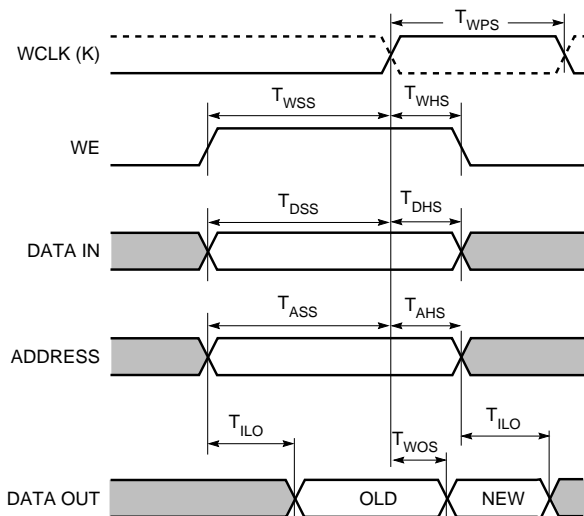 T_WPS
WCLK (K)
T_WSS T_WHS
WE
T_DSS T_DHS
DATA IN
T_ASS T_AHS
ADDRESS
T_ILO T_WOS T_ILO
DATA OUT OLD NEW